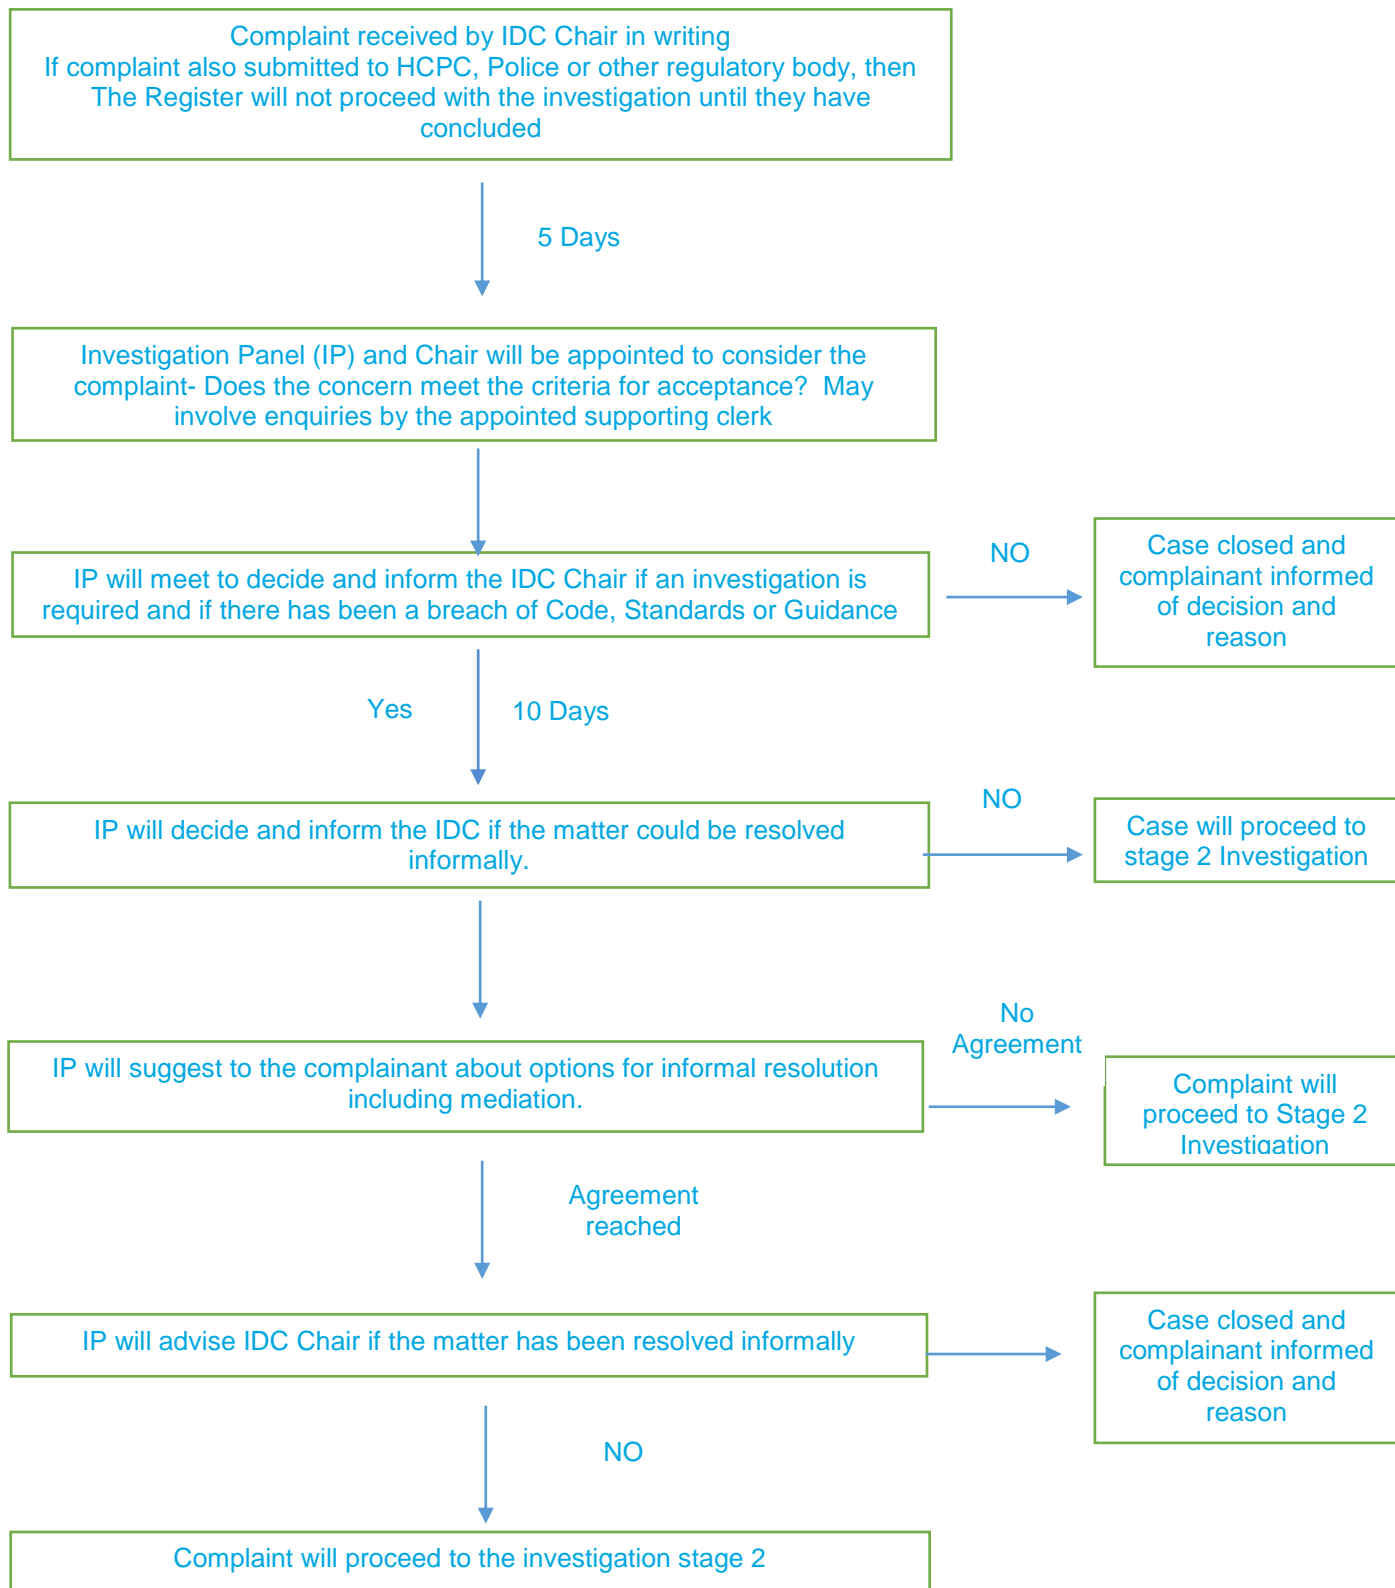 Complaint received by IDC Chair in writing
If complaint also submitted to HCPC, Police or other regulatory body, then
The Register will not proceed with the investigation until they have
concluded
5 Days
Investigation Panel (IP) and Chair will be appointed to consider the
complaint- Does the concern meet the criteria for acceptance?  May
involve enquiries by the appointed supporting clerk
IP will meet to decide and inform the IDC Chair if an investigation is
required and if there has been a breach of Code, Standards or Guidance
NO
Case closed and
complainant informed
of decision and
reason
Yes
10 Days
IP will decide and inform the IDC if the matter could be resolved
informally.
NO
Case will proceed to
stage 2 Investigation
IP will suggest to the complainant about options for informal resolution
including mediation.
No
Agreement
Complaint will
proceed to Stage 2
Investigation
Agreement
reached
IP will advise IDC Chair if the matter has been resolved informally
Case closed and
complainant informed
of decision and
reason
NO
Complaint will proceed to the investigation stage 2